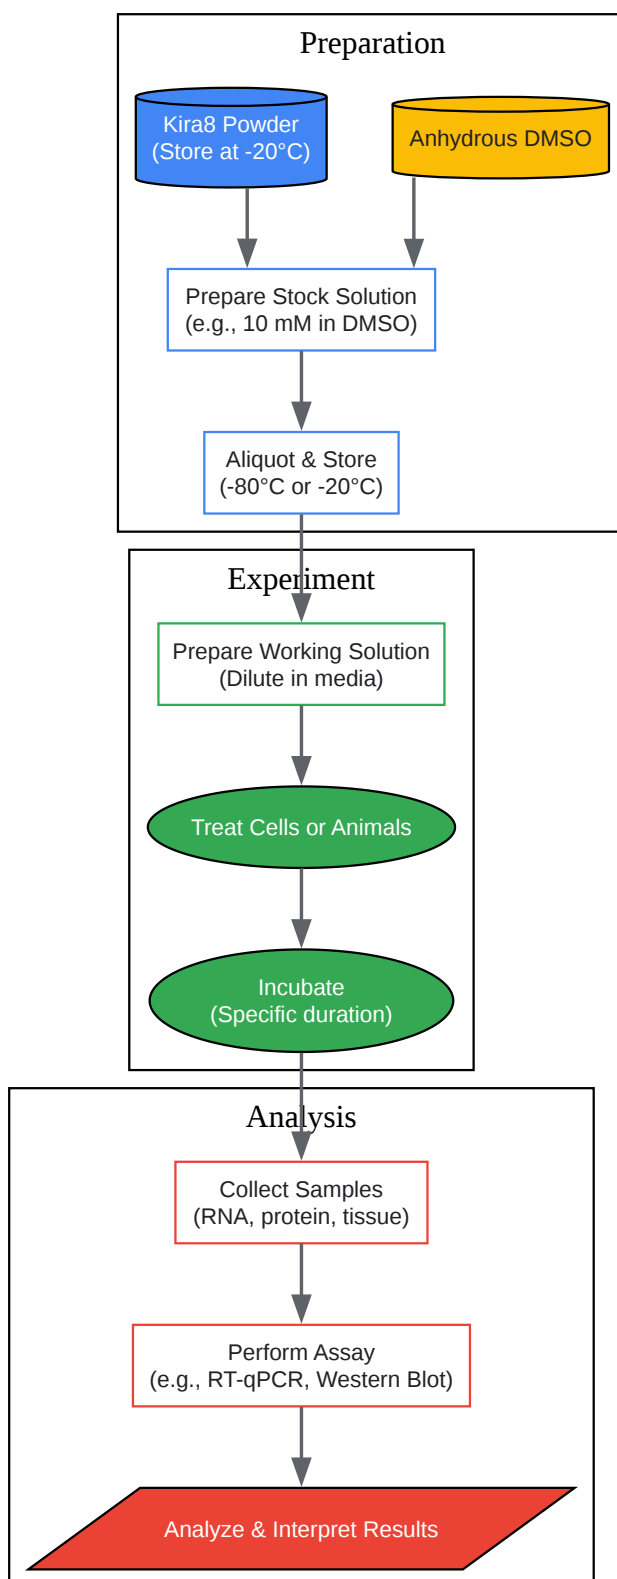 Preparation
Kira8 Powder
(Store at -20°C)
Anhydrous DMSO
Prepare Stock Solution
(e.g., 10 mM in DMSO)
Aliquot & Store
(-80°C or -20°C)
Experiment
Prepare Working Solution
(Dilute in media)
Treat Cells or Animals
Incubate
(Specific duration)
Analysis
Collect Samples
(RNA, protein, tissue)
Perform Assay
(e.g., RT-qPCR, Western Blot)
Analyze & Interpret Results